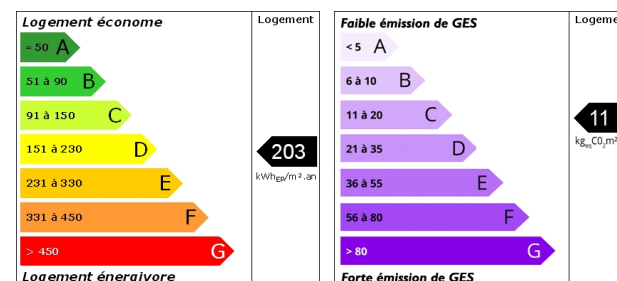 Logement économe
Logement
= 50 A
51 à 90 B
91 à 150 C
151 à 230 D
203
kWhEP/m².an
231 à 330 E
331 à 450 F
> 450 G
Logement énergivore
Faible émission de GES
Logeme
< 5 A
6 à 10 B
11 à 20 C
11
kgeqCO2m²
21 à 35 D
36 à 55 E
56 à 80 F
> 80 G
Forte émission de GES